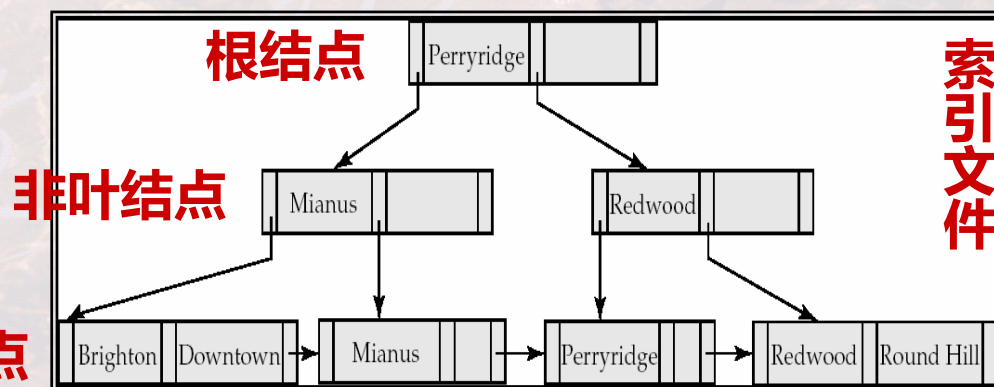 根结点
Perryridge
索引文件
非叶结点
Mianus
Redwood
点
Brighton
Downtown
Mianus
Perryridge
Redwood
Round Hill